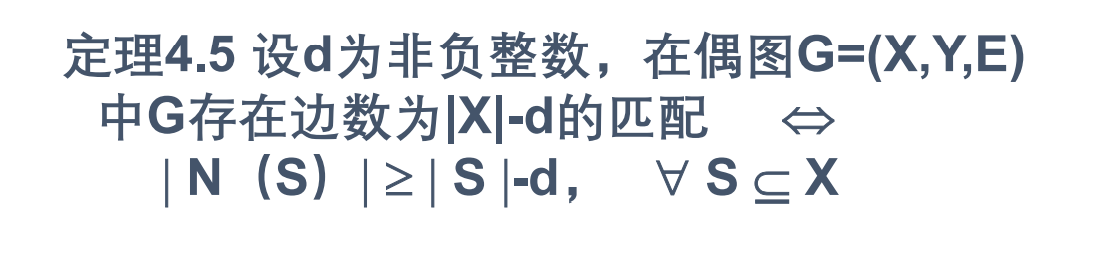 定理4.5 设d为非负整数，在偶图G=(X,Y,E)
中G存在边数为|X|-d的匹配 ⇔
| N（S）| ≥ | S |-d， ∀ S ⊆ X